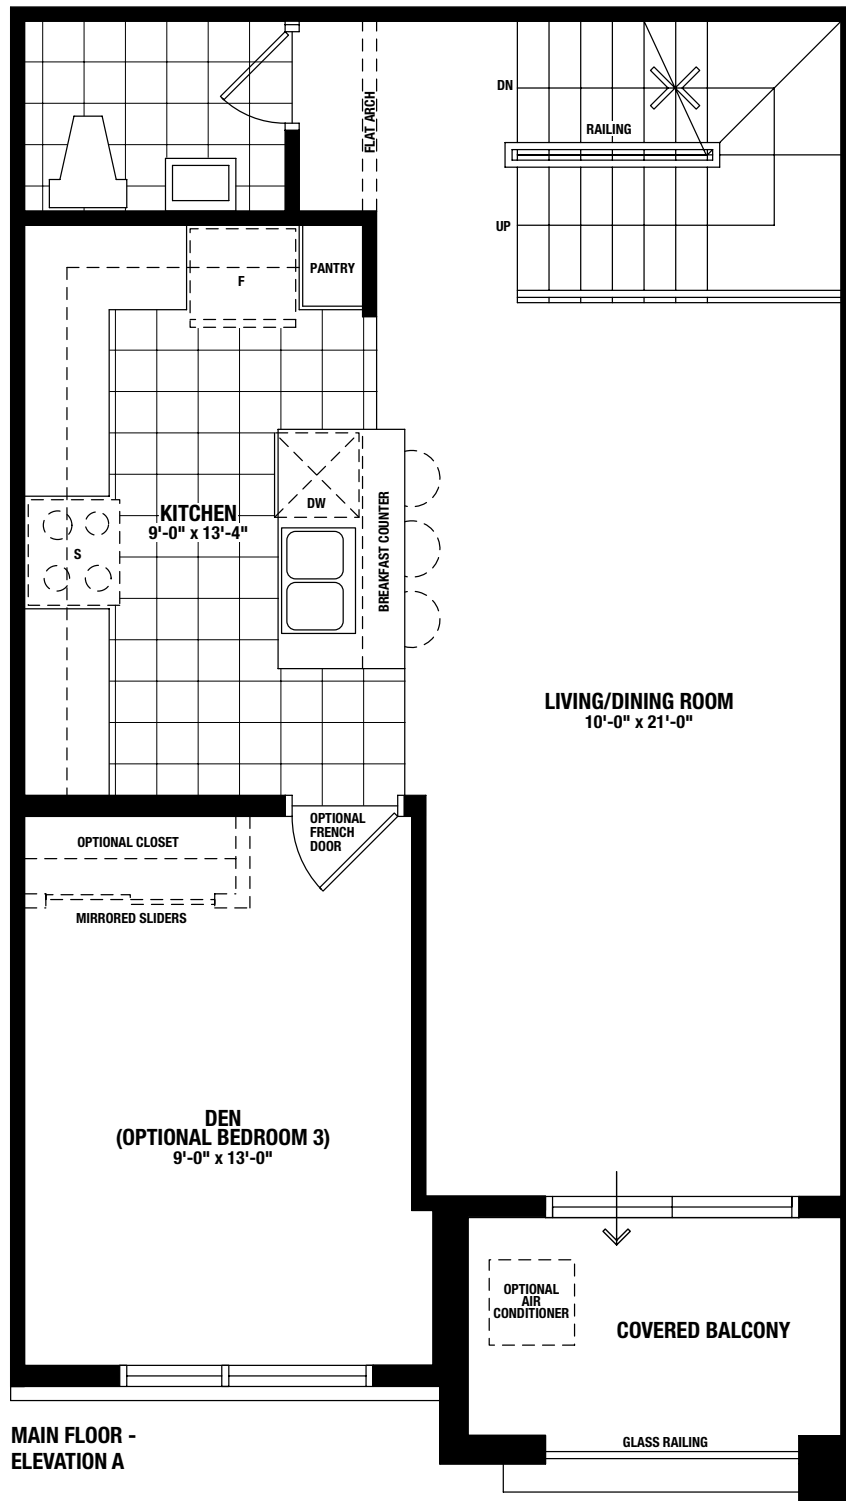 FLAT ARCH
DN
RAILING
UP
PANTRY
F
KITCHEN
9'-0" x 13'-4"
S
DW
BREAKFAST COUNTER
LIVING/DINING ROOM
10'-0" x 21'-0"
OPTIONAL
FRENCH
DOOR
OPTIONAL CLOSET
MIRRORED SLIDERS
DEN
(OPTIONAL BEDROOM 3)
9'-0" x 13'-0"
OPTIONAL
AIR
CONDITIONER
COVERED BALCONY
GLASS RAILING
MAIN FLOOR -
ELEVATION A